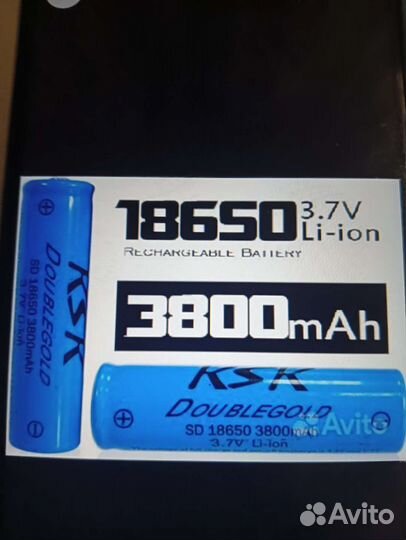 18650 3.7V
Li-ion
RECHARGEABLE BATTERY
3800mAh
KSK
DOUBLEGOLD
SD 18650 3800mAh
3.7V Li-ion
KSK
DOUBLEGOLD
SD 18650 3800mAh
3.7V Li-ion
Avito
Avito